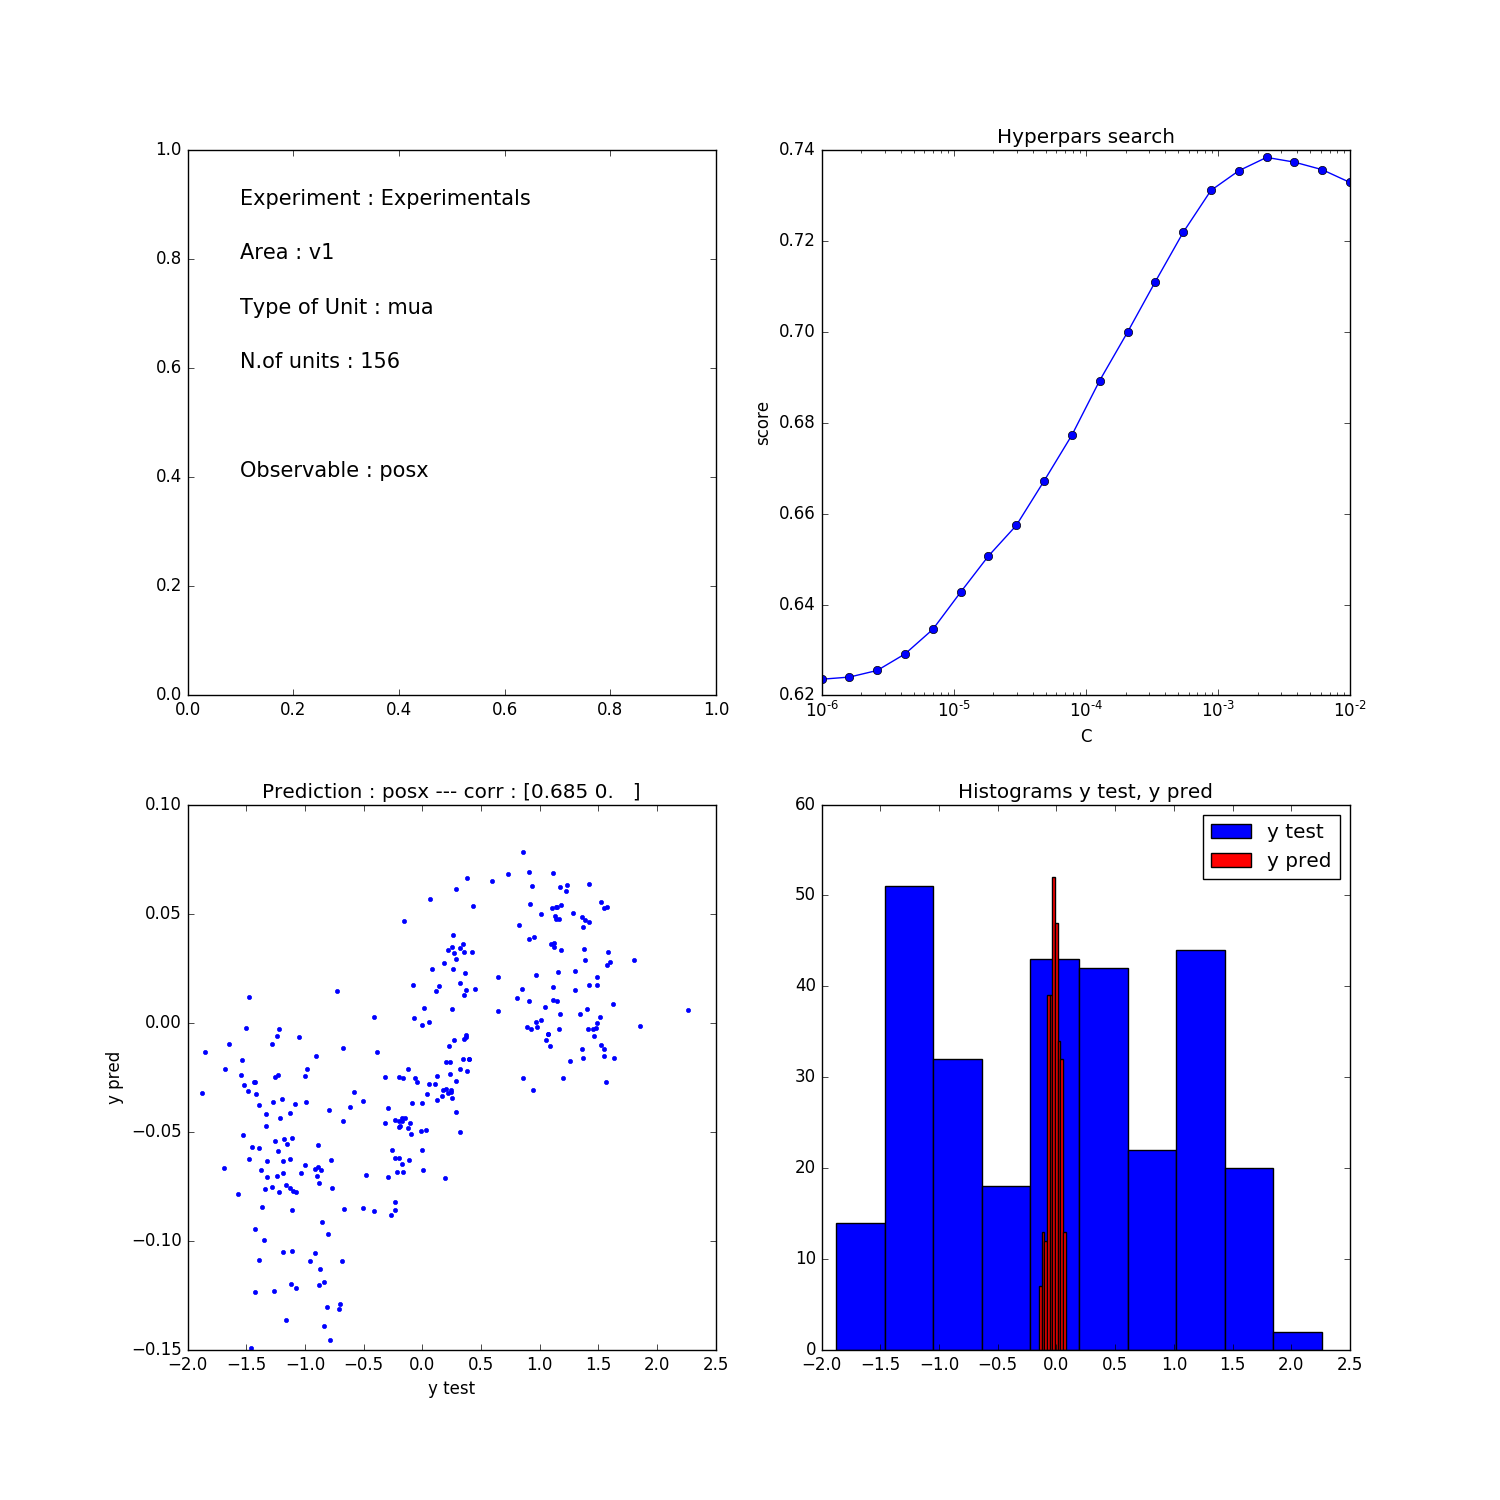 Hyperpars search
1.0
0.8
0.6
0.4
0.2
0.0
0.0 0.2 0.4 0.6 0.8 1.0
Experiment : Experimentals
Area : v1
Type of Unit : mua
N.of units : 156
Observable : posx
0.74
0.72
0.70
0.68
0.66
0.64
0.62
score
10^-6 10^-5 10^-4 10^-3 10^-2
C
Prediction : posx --- corr : [0.685 0.   ]
0.10
0.05
0.00
−0.05
−0.10
−0.15
y pred
−2.0 −1.5 −1.0 −0.5 0.0 0.5 1.0 1.5 2.0 2.5
y test
Histograms y test, y pred
60
50
40
30
20
10
0
y test
y pred
−2.0 −1.5 −1.0 −0.5 0.0 0.5 1.0 1.5 2.0 2.5